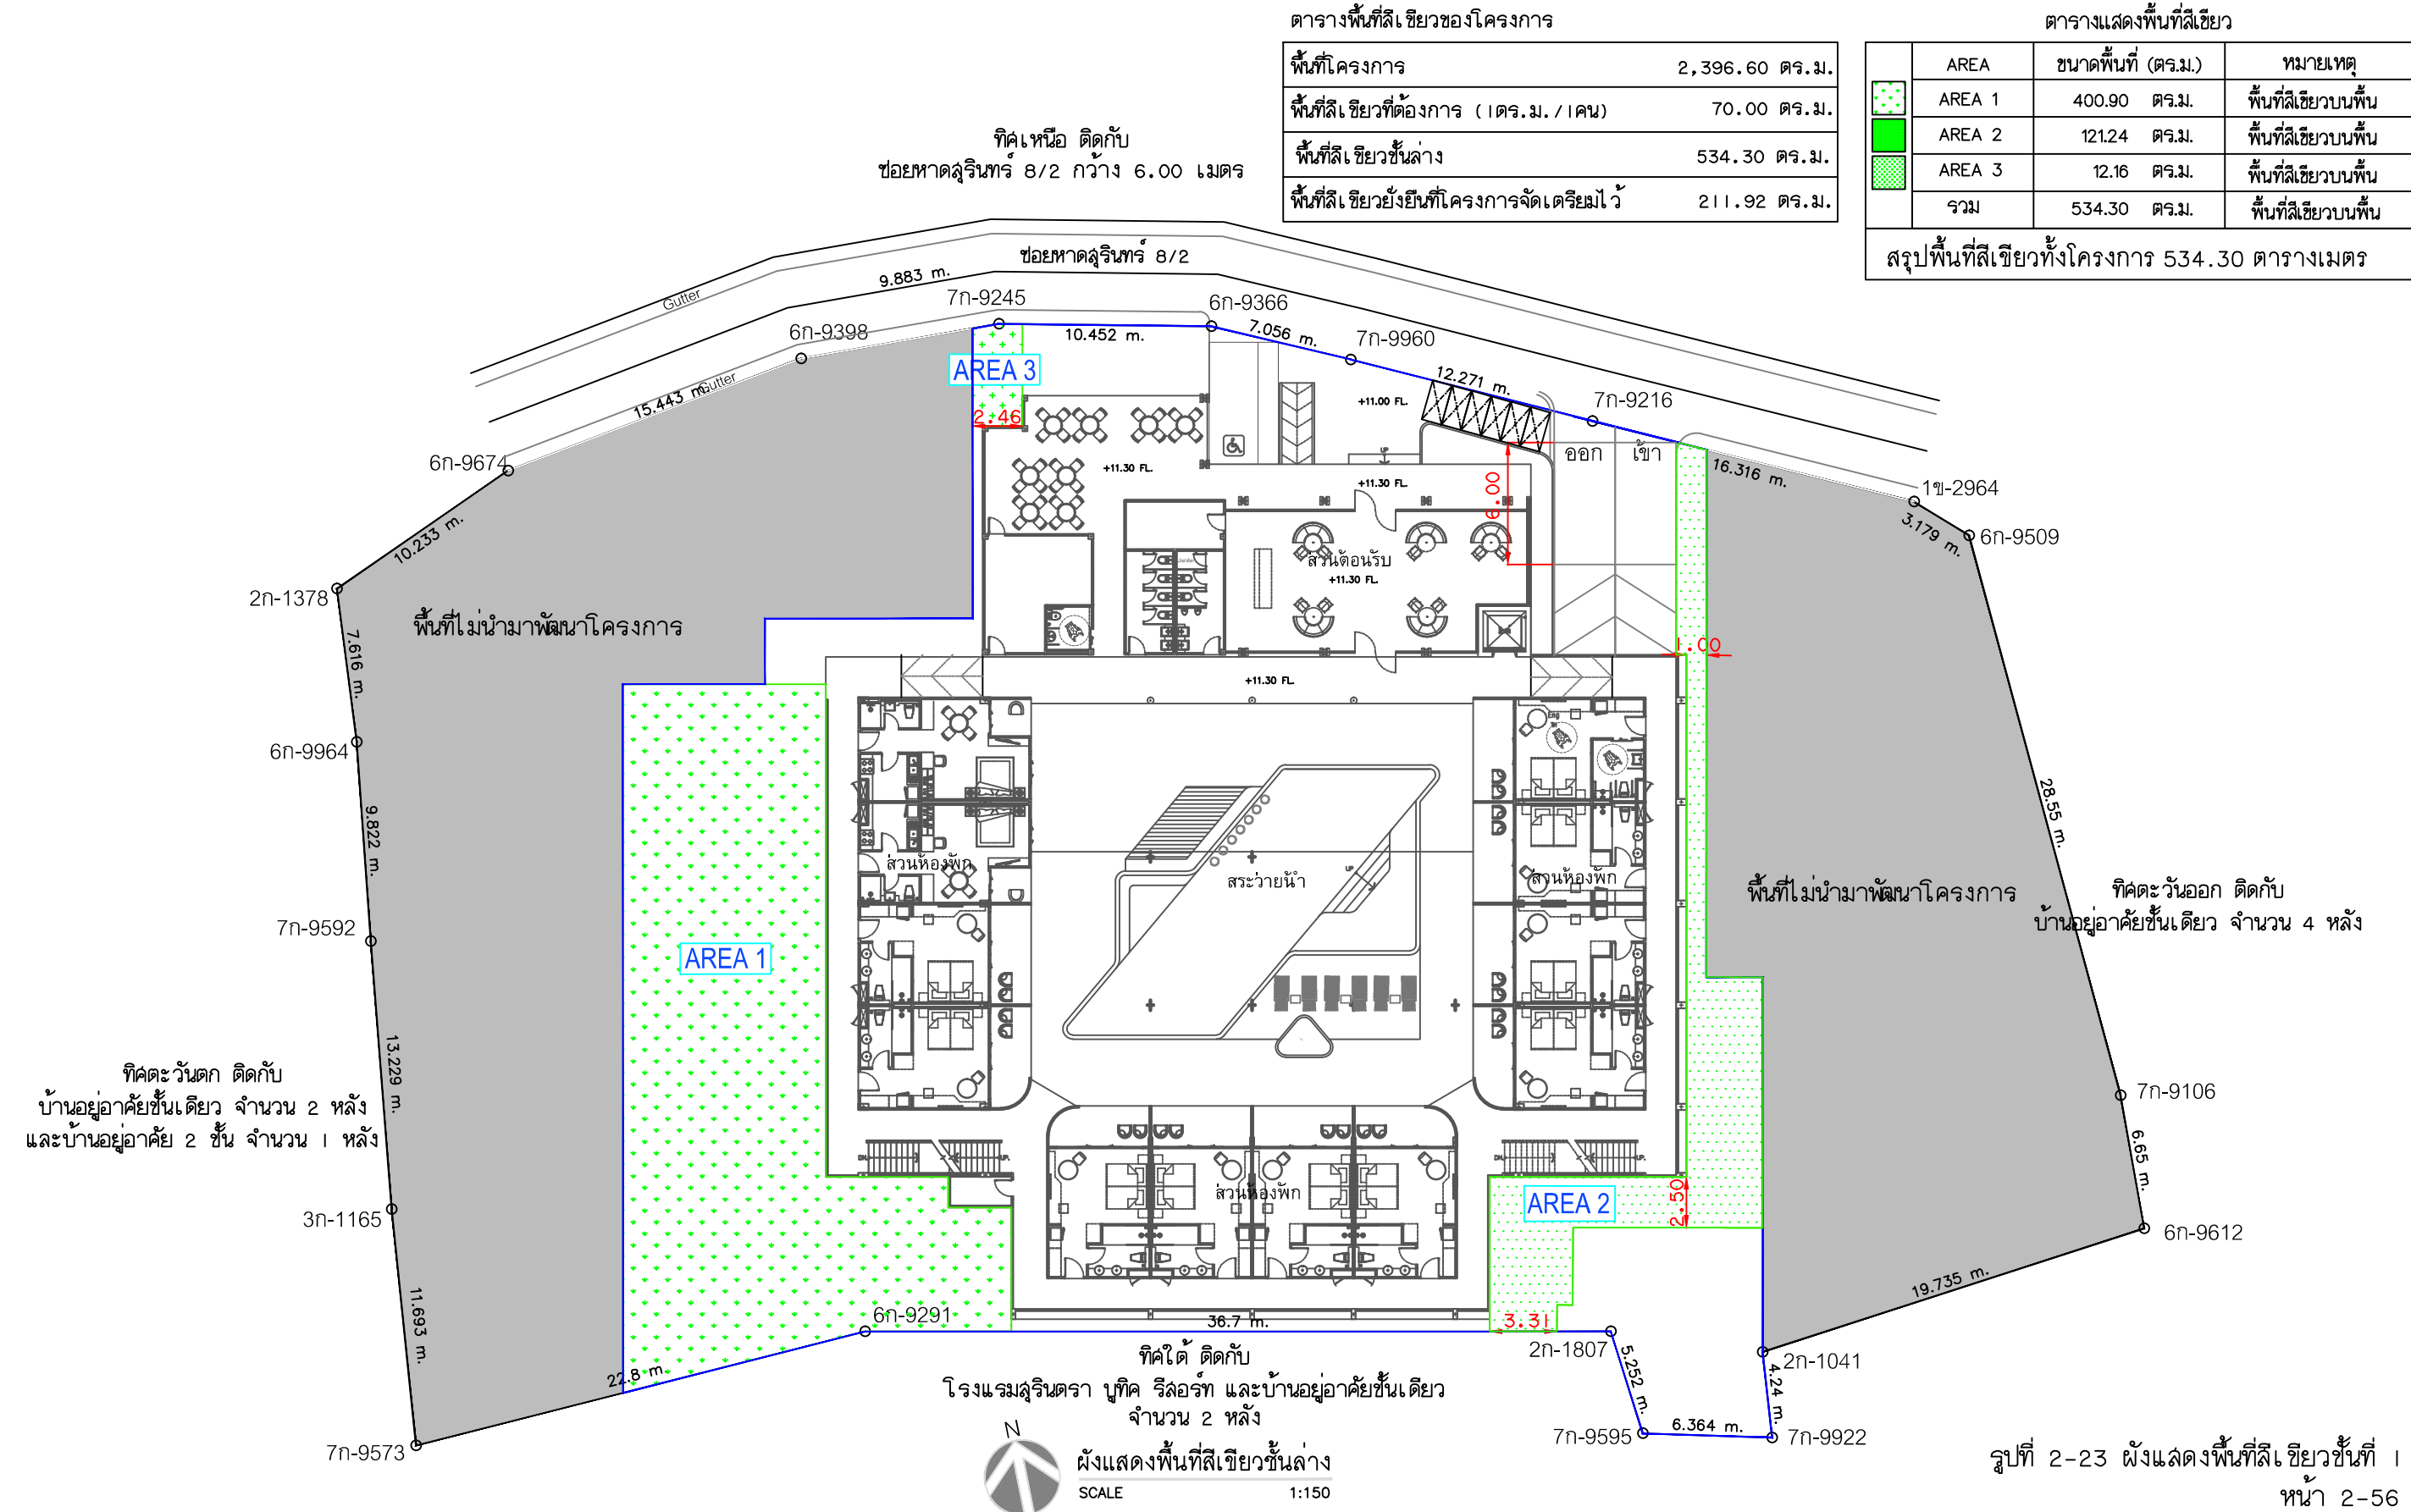 ตารางพื้นที่สีเขียวของโครงการ
พื้นที่โครงการ 2,396.60 ตร.ม.
พื้นที่สีเขียวที่ต้องการ (1ตร.ม./1คน) 70.00 ตร.ม.
พื้นที่สีเขียวชั้นล่าง 534.30 ตร.ม.
พื้นที่สีเขียวยั่งยืนที่โครงการจัดเตรียมไว้ 211.92 ตร.ม.
ตารางแสดงพื้นที่สีเขียว
AREA ขนาดพื้นที่ (ตร.ม.) หมายเหตุ
AREA 1 400.90 ตร.ม. พื้นที่สีเขียวบนพื้น
AREA 2 121.24 ตร.ม. พื้นที่สีเขียวบนพื้น
AREA 3 12.16 ตร.ม. พื้นที่สีเขียวบนพื้น
รวม 534.30 ตร.ม. พื้นที่สีเขียวบนพื้น
สรุปพื้นที่สีเขียวทั้งโครงการ 534.30 ตารางเมตร
ทิศเหนือ ติดกับ
ซอยหาดสุรินทร์ 8/2 กว้าง 6.00 เมตร
ซอยหาดสุรินทร์ 8/2
Gutter
9.883 m.
7ก-9245
6ก-9366
6ก-9398
10.452 m.
7.056 m.
7ก-9960
AREA 3
Gutter
15.443 m.
12.271 m.
7ก-9216
+11.00 FL.
2.46
UP
ออก
เข้า
6ก-9674
+11.30 FL.
+11.30 FL.
6.00
16.316 m.
1ข-2964
3.179 m.
6ก-9509
10.233 m.
ส่วนต้อนรับ
+11.30 FL.
2ก-1378
พื้นที่ไม่นำมาพัฒนาโครงการ
7.616 m.
1.00
+11.30 FL.
6ก-9964
28.55 m.
9.822 m.
ส่วนห้องพัก
สระว่ายน้ำ
UP
ส่วนห้องพัก
พื้นที่ไม่นำมาพัฒนาโครงการ
ทิศตะวันออก ติดกับ
บ้านอยู่อาศัยชั้นเดียว จำนวน 4 หลัง
7ก-9592
AREA 1
13.229 m.
ทิศตะวันตก ติดกับ
บ้านอยู่อาศัยชั้นเดียว จำนวน 2 หลัง
และบ้านอยู่อาศัย 2 ชั้น จำนวน 1 หลัง
7ก-9106
6.65 m.
DN. UP.
DN. UP.
ส่วนห้องพัก
AREA 2
2.50
3ก-1165
6ก-9612
11.693 m.
19.735 m.
6ก-9291
36.7 m.
3.31
2ก-1807
2ก-1041
22.8 m.
5.252 m.
4.24 m.
ทิศใต้ ติดกับ
โรงแรมสุรินตรา บูทิค รีสอร์ท และบ้านอยู่อาศัยชั้นเดียว
จำนวน 2 หลัง
7ก-9573
7ก-9595
6.364 m.
7ก-9922
N
ผังแสดงพื้นที่สีเขียวชั้นล่าง
SCALE 1:150
รูปที่ 2-23 ผังแสดงพื้นที่สีเขียวชั้นที่ 1
หน้า 2-56